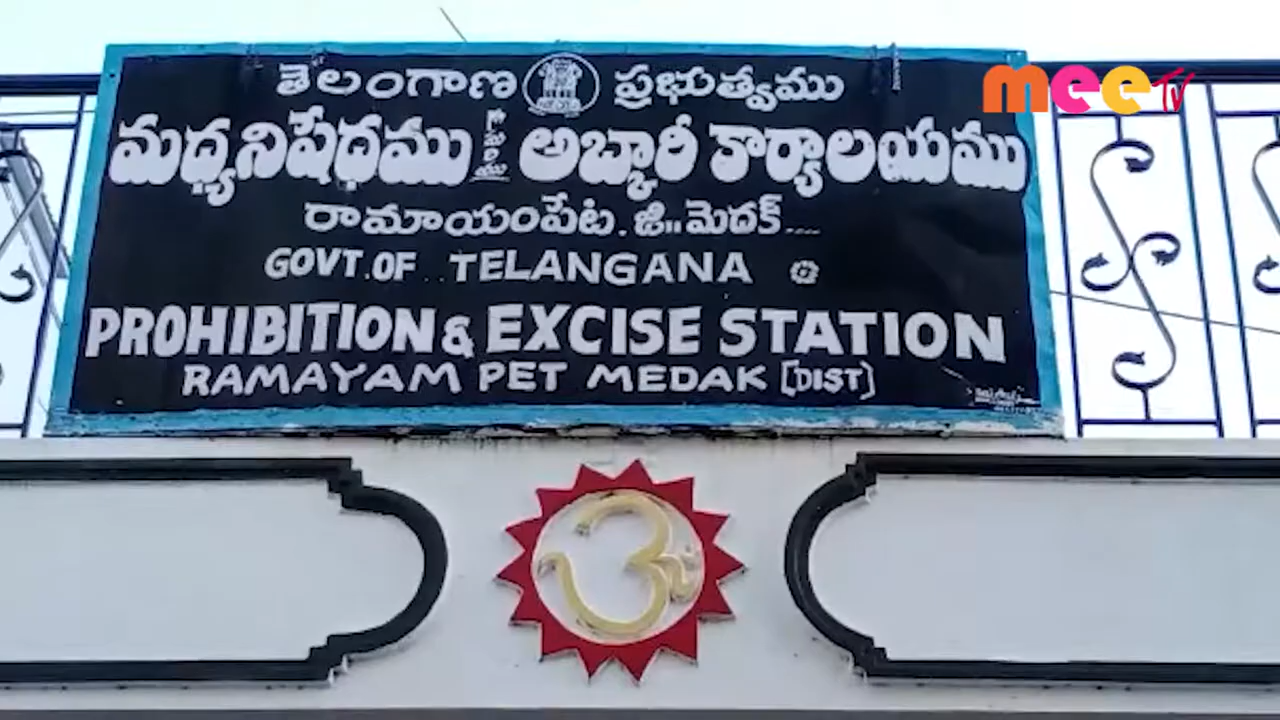 తెలంగాణ ప్రభుత్వము
మద్యనిషేధము అబ్కారీ కార్యాలయము
రామాయంపేట. జి॥ మెదక్....
GOVT.OF TELANGANA
PROHIBITION & EXCISE STATION
RAMAYAM PET MEDAK [DIST]
mee TV